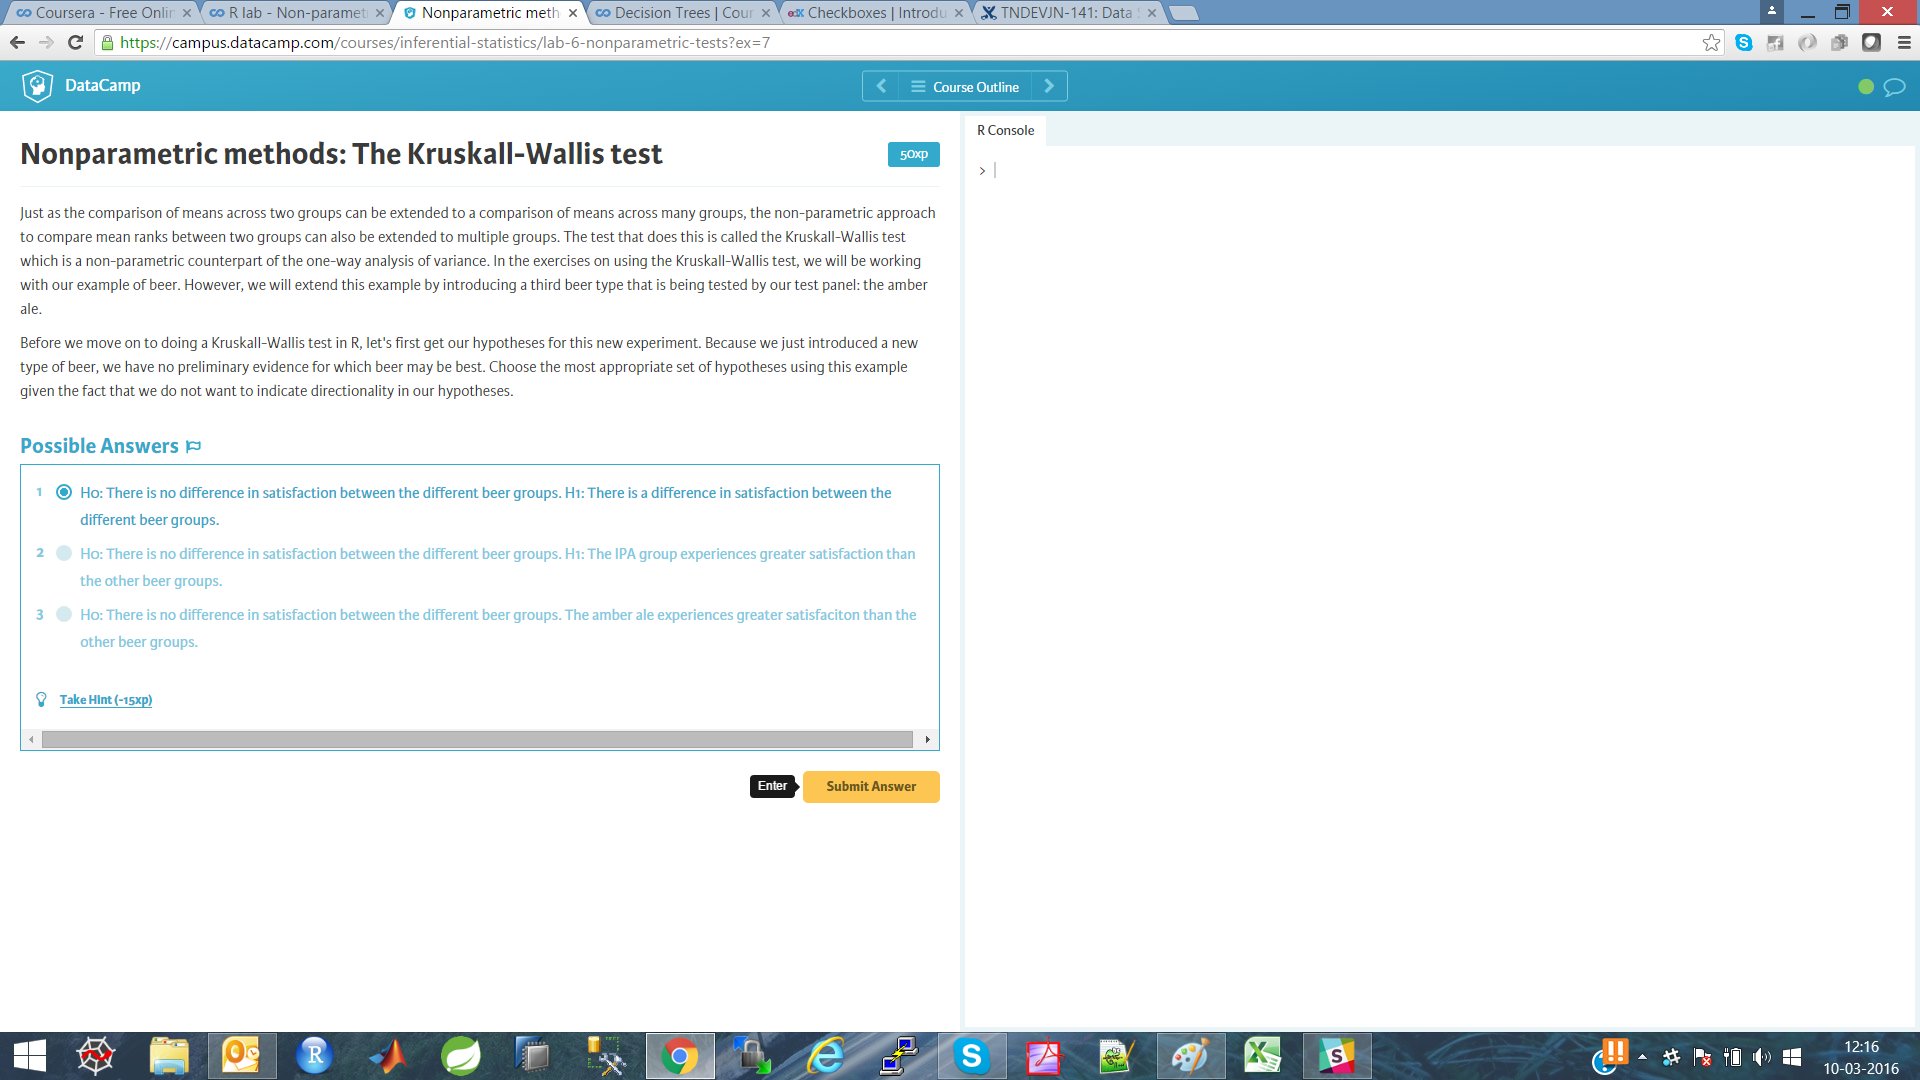 Coursera - Free Onlin
R lab - Non-paramet
Nonparametric meth
Decision Trees | Cour
edX Checkboxes | Introdu
TNDEVJN-141: Data S
https://campus.datacamp.com/courses/inferential-statistics/lab-6-nonparametric-tests?ex=7
DataCamp
Course Outline
Nonparametric methods: The Kruskall-Wallis test
50xp
R Console
>
Just as the comparison of means across two groups can be extended to a comparison of means across many groups, the non-parametric approach
to compare mean ranks between two groups can also be extended to multiple groups. The test that does this is called the Kruskall-Wallis test
which is a non-parametric counterpart of the one-way analysis of variance. In the exercises on using the Kruskall-Wallis test, we will be working
with our example of beer. However, we will extend this example by introducing a third beer type that is being tested by our test panel: the amber
ale.
Before we move on to doing a Kruskall-Wallis test in R, let's first get our hypotheses for this new experiment. Because we just introduced a new
type of beer, we have no preliminary evidence for which beer may be best. Choose the most appropriate set of hypotheses using this example
given the fact that we do not want to indicate directionality in our hypotheses.
Possible Answers
1 H0: There is no difference in satisfaction between the different beer groups. H1: There is a difference in satisfaction between the
different beer groups.
2 H0: There is no difference in satisfaction between the different beer groups. H1: The IPA group experiences greater satisfaction than
the other beer groups.
3 H0: There is no difference in satisfaction between the different beer groups. The amber ale experiences greater satisfaciton than the
other beer groups.
Take Hint (-15xp)
Enter
Submit Answer
12:16
10-03-2016